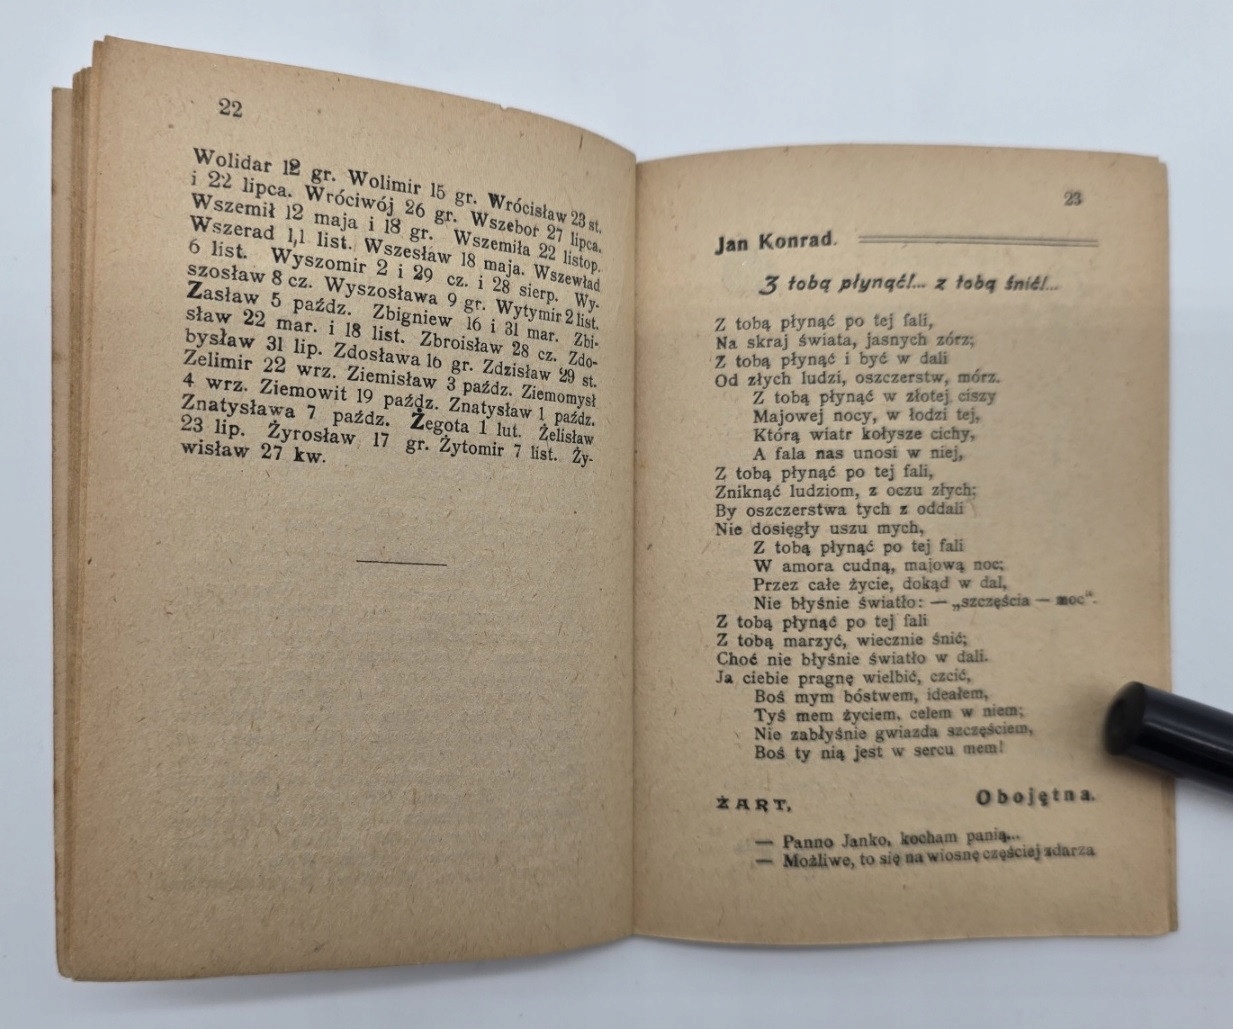 22
Wolidar 12 gr. Wolimir 15 gr. Wrócisław 23 st.
i 22 lipca. Wróciwój 26 gr. Wszebor 27 lipca.
Wszemił 12 maja i 18 gr. Wszemiła 22 listop.
Wszerad 1,1 list. Wszesław 18 maja. Wszewład
6 list. Wyszomir 2 i 29 cz. i 28 sierp. Wy-
szosław 8 cz. Wyszosława 9 gr. Wytymir 2 list.
Zasław 5 paźdz. Zbigniew 16 i 31 mar. Zbi-
sław 22 mar. i 18 list. Zbroisław 28 cz. Zdo-
bysław 31 lip. Zdosława 16 gr. Zdzisław 29 st.
Zelimir 22 wrz. Ziemisław 3 paźdz. Ziemomysł
4 wrz. Ziemowit 19 paźdz. Znatysław 1 paźdz.
Znatysława 7 paźdz. Żegota 1 lut. Żelisław
23 lip. Żyrosław 17 gr. Żytomir 7 list. Ży-
wisław 27 kw.
23
Jan Konrad.
Z tobą płynąć!... z tobą śnić!...
Z tobą płynąć po tej fali,
Na skraj świata, jasnych zórz;
Z tobą płynąć i być w dali
Od złych ludzi, oszczerstw, mórz.
Z tobą płynąć w złotej ciszy
Majowej nocy, w łodzi tej,
Którą wiatr kołysze cichy,
A fala nas unosi w niej,
Z tobą płynąć po tej fali,
Zniknąć ludziom, z oczu złych;
By oszczerstwa tych z oddali
Nie dosięgły uszu mych,
Z tobą płynąć po tej fali
W amora cudną, majową noc;
Przez całe życie, dokąd w dal,
Nie błyśnie światło: — „szczęścia — moc".
Z tobą płynąć po tej fali
Z tobą marzyć, wiecznie śnić;
Choć nie błyśnie światło w dali.
Ja ciebie pragnę wielbić, czcić,
Boś mym bóstwem, ideałem,
Tyś mem życiem, celem w niem;
Nie zabłyśnie gwiazda szczęściem,
Boś ty nią jest w sercu mem!
ŻART. Obojętna.
— Panno Janko, kocham panią...
— Możliwe, to się na wiosnę częściej zdarza